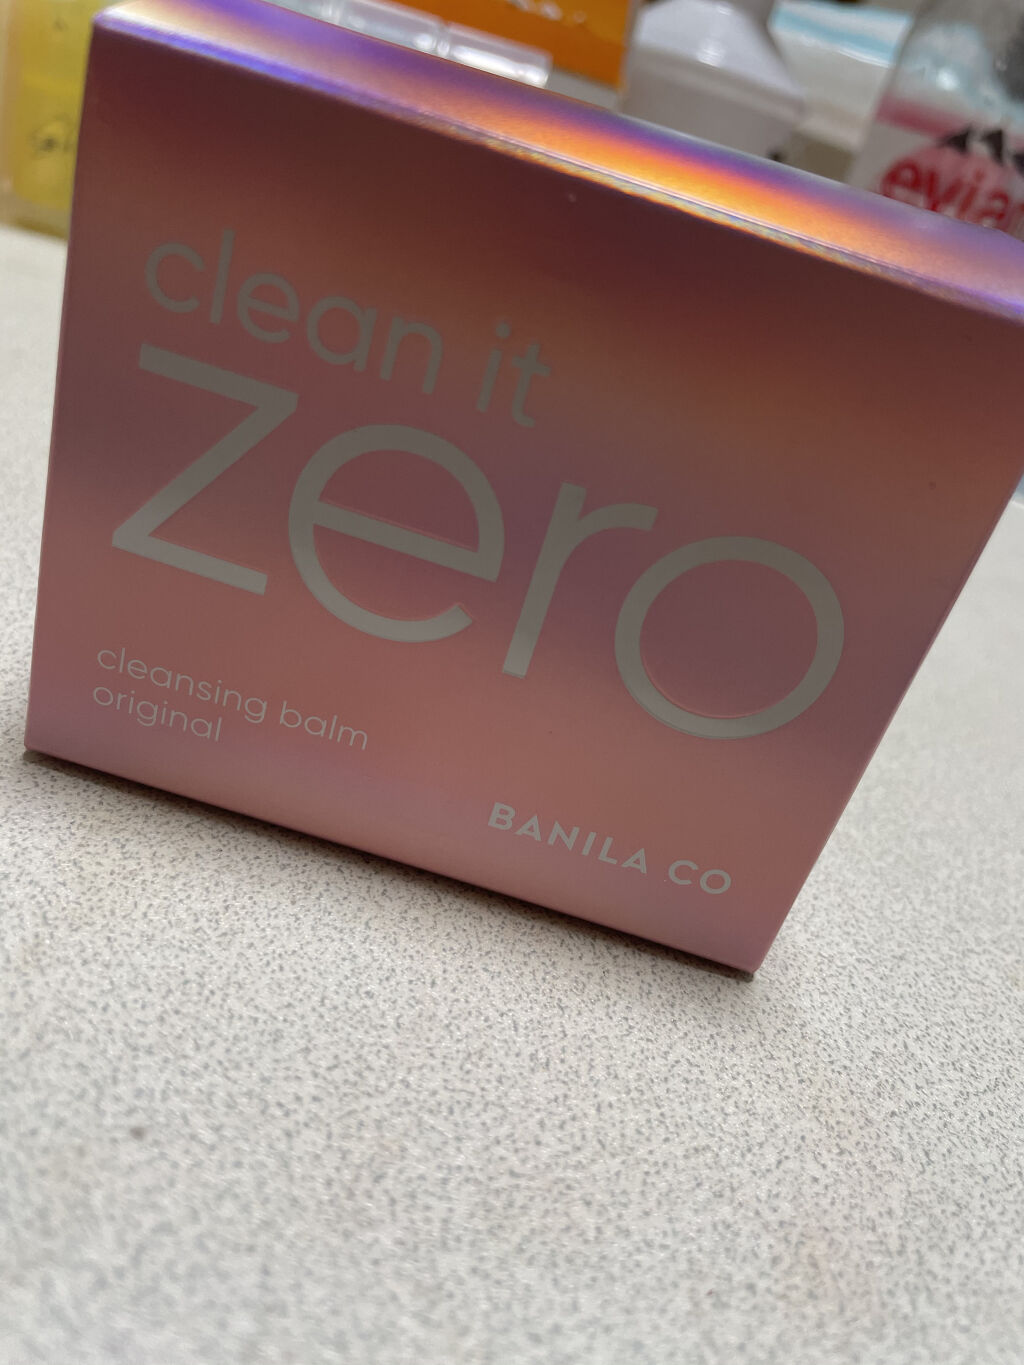 clean it
zero
cleansing balm
original
BANILA CO
evian